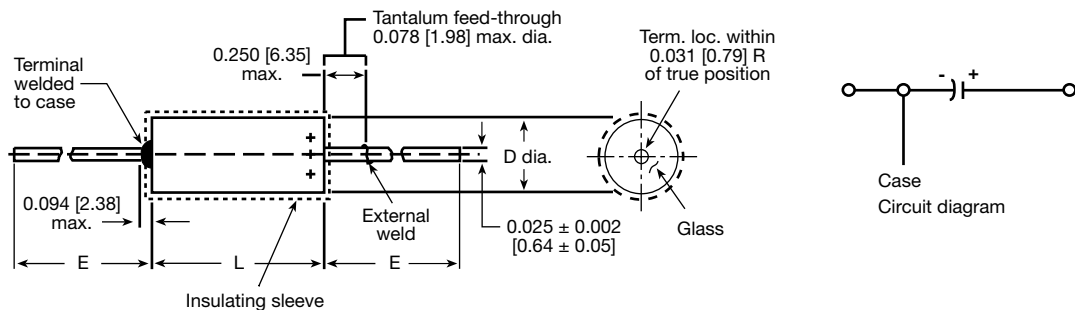 Tantalum feed-through
0.078 [1.98] max. dia.
0.250 [6.35]
max.
Term. loc. within
0.031 [0.79] R
of true position
Terminal
welded
to case
- +
+
+
+
D dia.
0.094 [2.38]
max.
External
weld
Glass
0.025 ± 0.002
[0.64 ± 0.05]
E
L
E
Insulating sleeve
Case
Circuit diagram